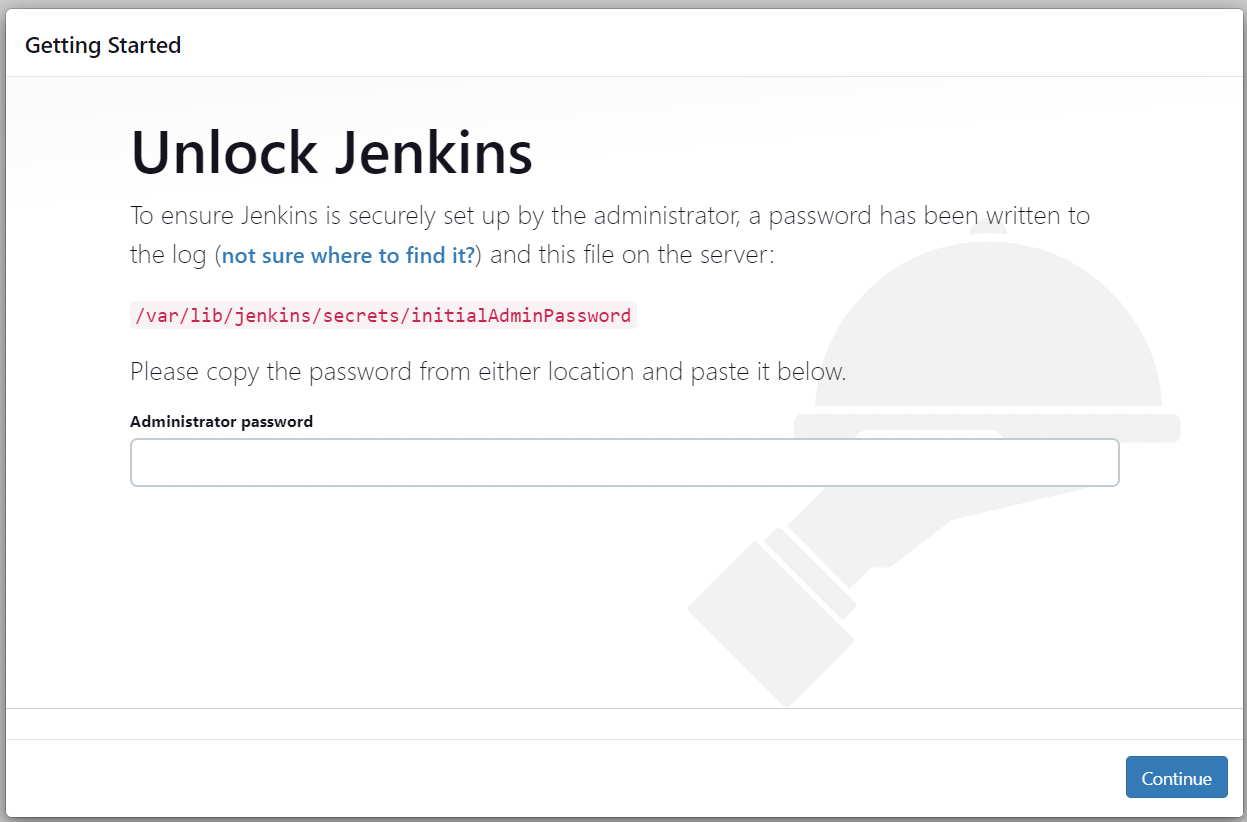 Getting Started
Unlock Jenkins
To ensure Jenkins is securely set up by the administrator, a password has been written to
the log (not sure where to find it?) and this file on the server:
/var/lib/jenkins/secrets/initialAdminPassword
Please copy the password from either location and paste it below.
Administrator password
Continue